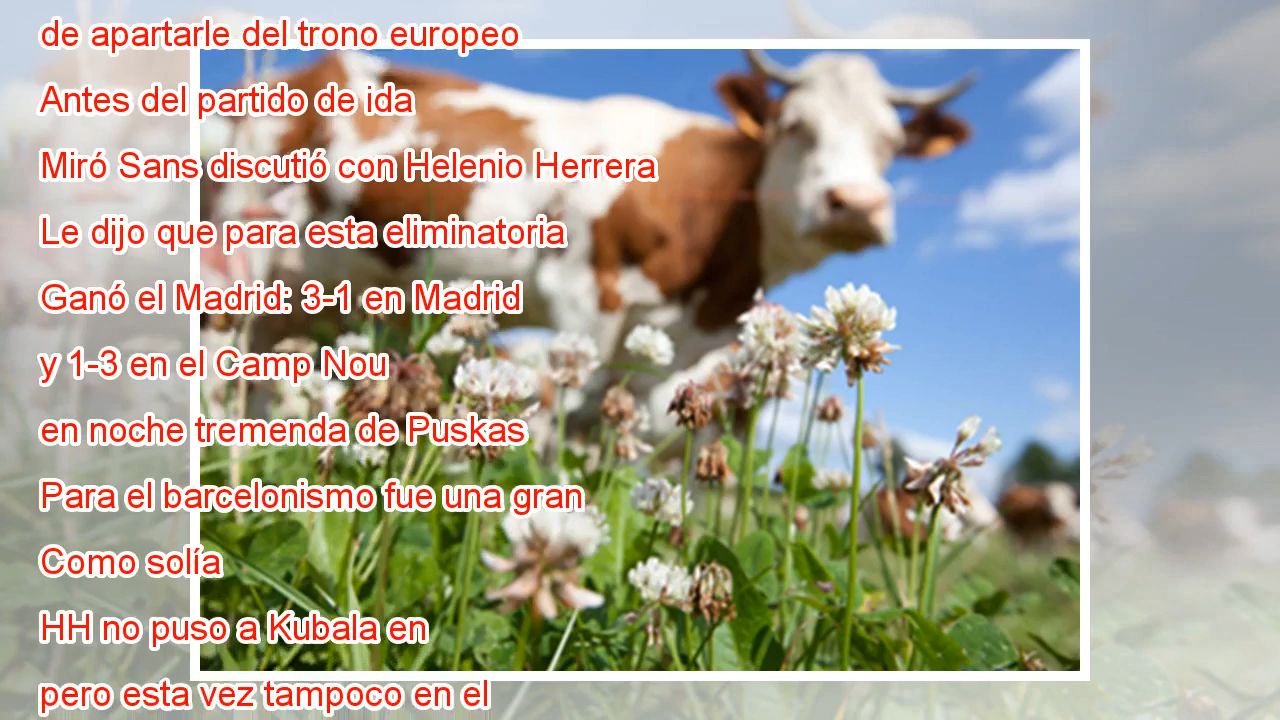 de apartarle del trono europeo
Antes del partido de ida
Miró Sans discutió con Helenio Herrera
Le dijo que para esta eliminatoria
Ganó el Madrid: 3-1 en Madrid
y 1-3 en el Camp Nou
en noche tremenda de Puskas
Para el barcelonismo fue una gran
Como solía
HH no puso a Kubala en
pero esta vez tampoco en el